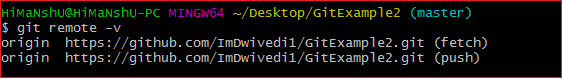 HiMaNshU@HiMaNshU-PC MINGW64 ~/Desktop/GitExample2 (master)
$ git remote -v
origin  https://github.com/ImDwivedi1/GitExample2.git (fetch)
origin  https://github.com/ImDwivedi1/GitExample2.git (push)